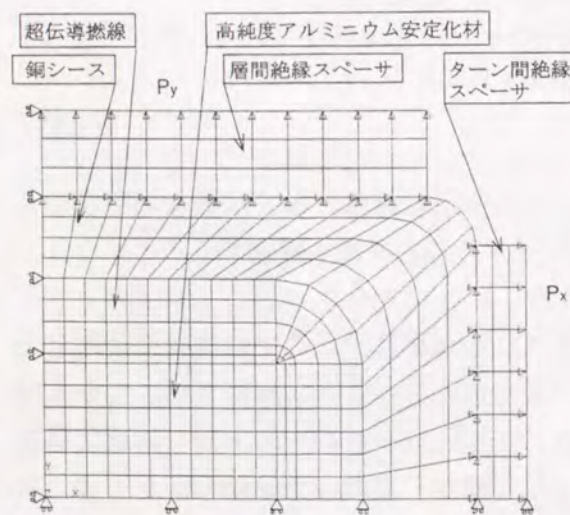 超伝導撚線
高純度アルミニウム安定化材
銅シース
層間絶縁スペーサ
ターン間絶縁
スペーサ
Py
Px
Y
X